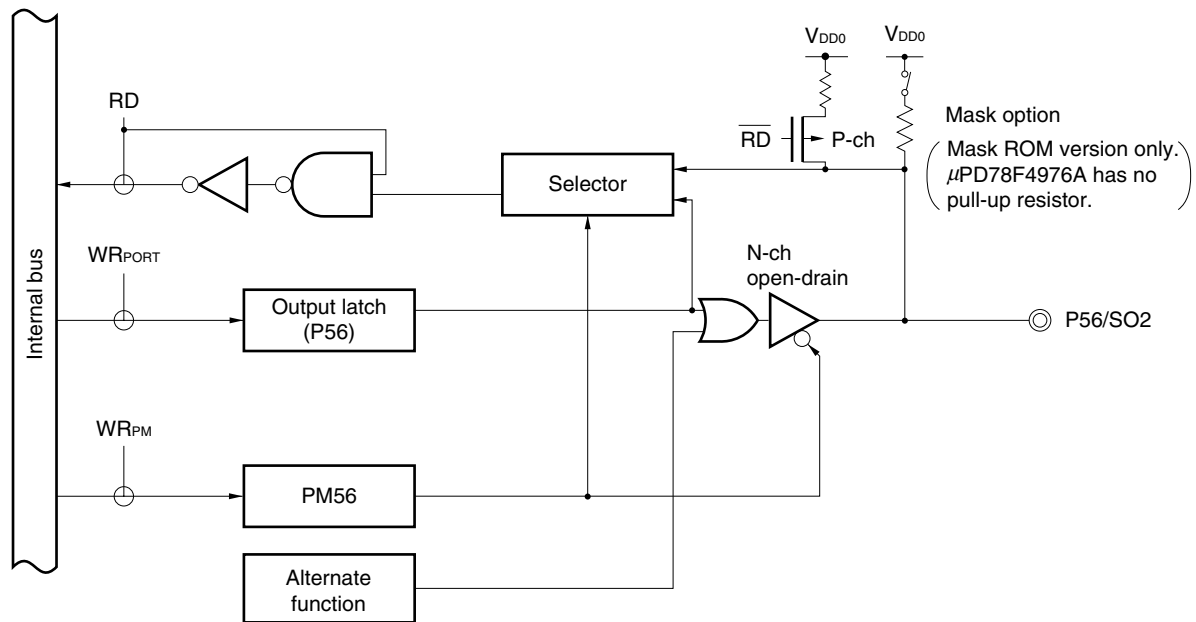 VDD0
VDD0
RD
Mask option
RD
P-ch
Mask ROM version only.
μPD78F4976A has no
pull-up resistor.
Selector
WRPORT
N-ch
open-drain
Output latch
(P56)
P56/SO2
Internal bus
WRPM
PM56
Alternate
function